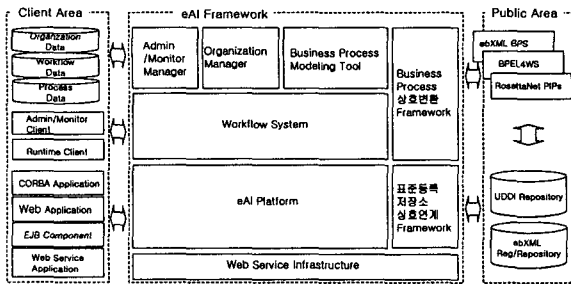 Client Area
Organization
Data
Workflow
Data
Process
Data
Admin/Monitor
Client
Runtime Client
CORBA Application
Web Application
EJB Component
Web Service
Application
eAI Framework
Admin
/Monitor
Manager
Organization
Manager
Business Process
Modeling Tool
Business
Process
상호변환
Framework
Workflow System
eAI Platform
표준등록
저장소
상호연계
Framework
Web Service Infrastructure
Public Area
ebXML BPS
BPEL4WS
RosettaNet PIPs
UDDI Repository
ebXML
Reg/Repository